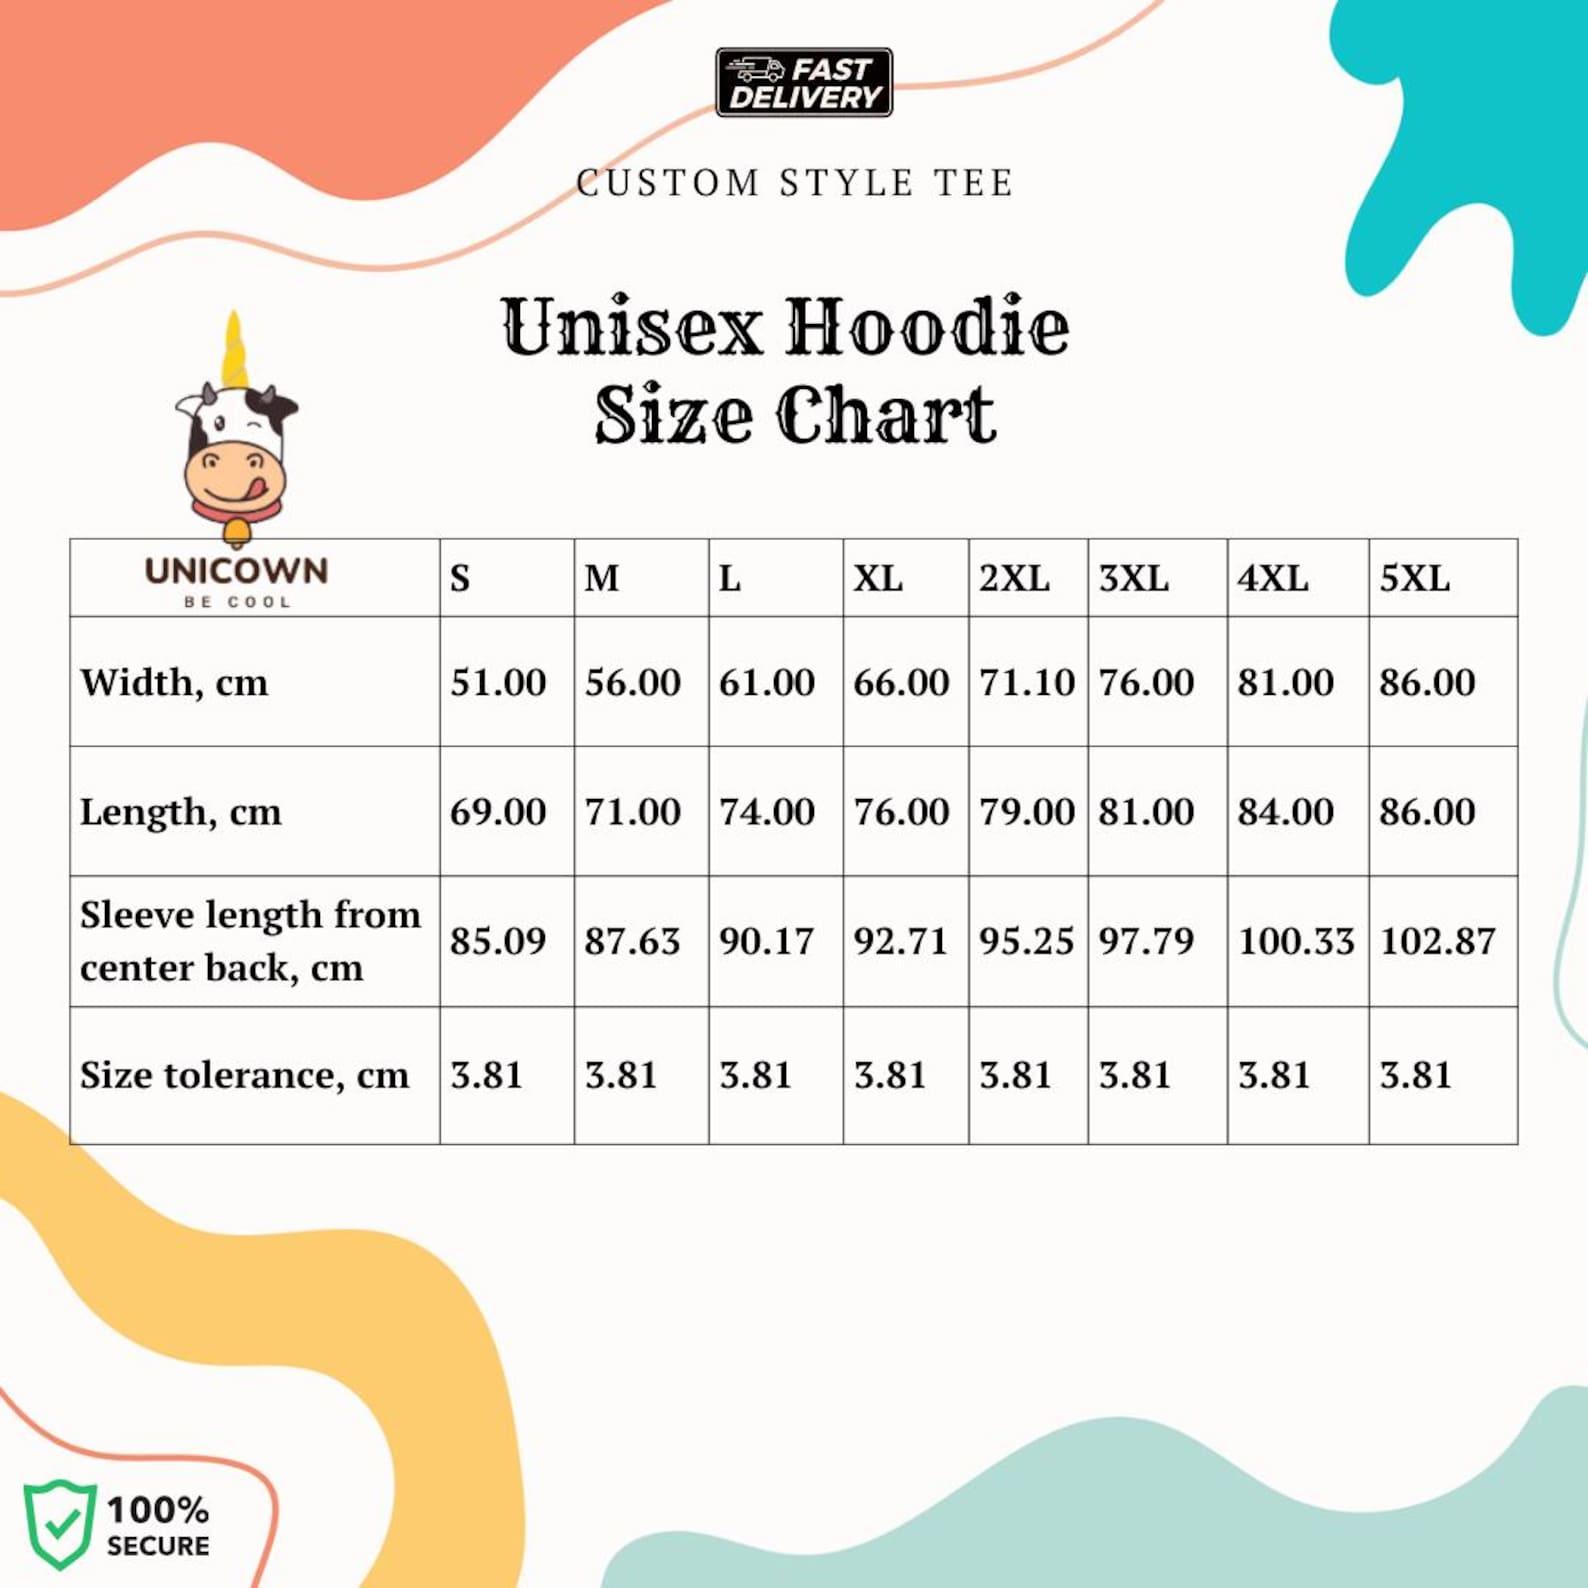 FAST
DELIVERY
CUSTOM STYLE TEE
Unisex Hoodie
Size Chart
UNICOWN
BE COOL
S M L XL 2XL 3XL 4XL 5XL
Width, cm 51.00 56.00 61.00 66.00 71.10 76.00 81.00 86.00
Length, cm 69.00 71.00 74.00 76.00 79.00 81.00 84.00 86.00
Sleeve length from
center back, cm 85.09 87.63 90.17 92.71 95.25 97.79 100.33 102.87
Size tolerance, cm 3.81 3.81 3.81 3.81 3.81 3.81 3.81 3.81
100%
SECURE